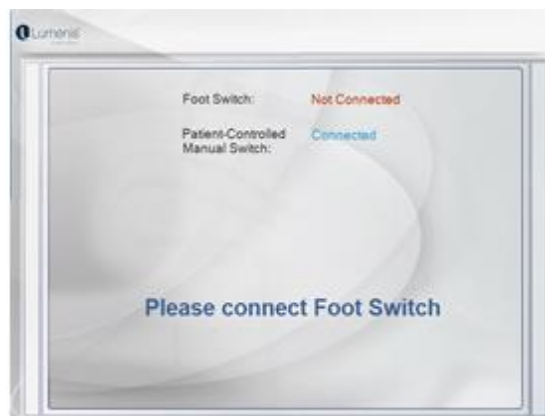 Lumenis
Foot Switch: Not Connected
Patient-Controlled Connected
Manual Switch:
Please connect Foot Switch